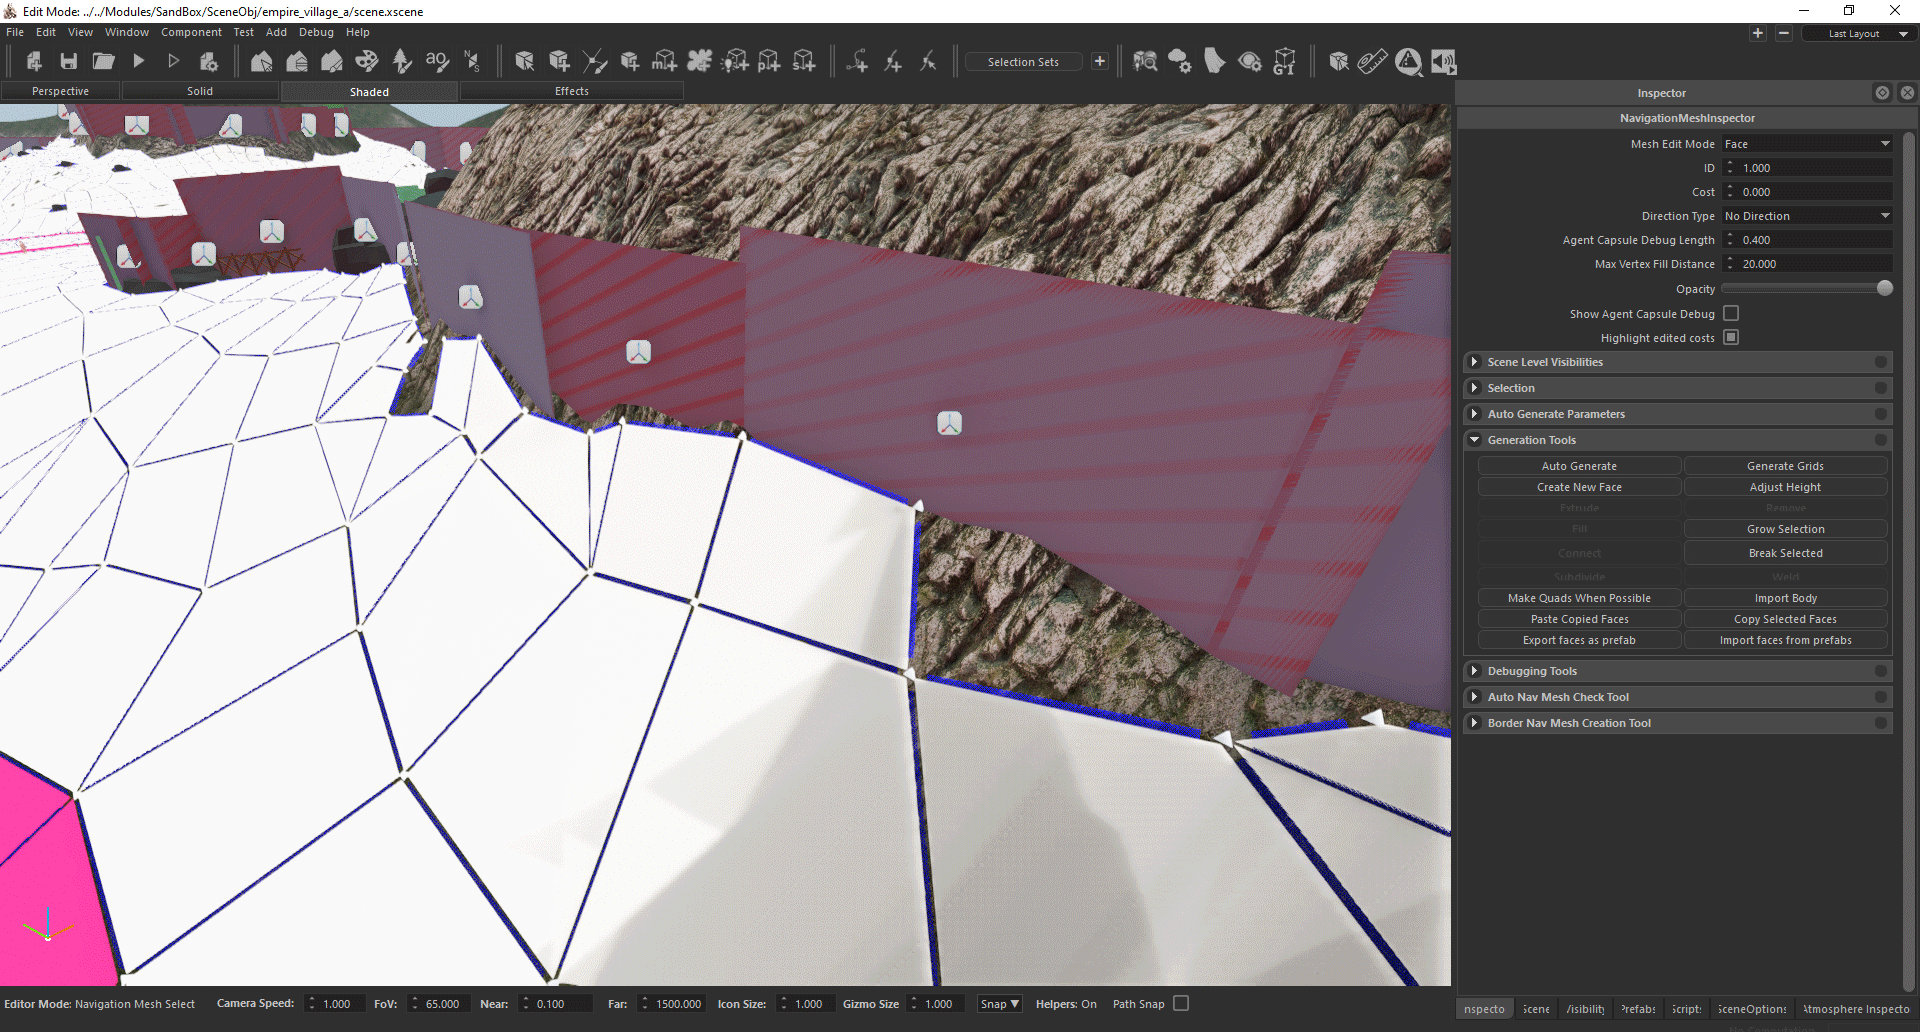 Edit Mode: ../../Modules/SandBox/SceneObj/empire_village_a/scene.xscene
File Edit View Window Component Test Add Debug Help
Last Layout
Selection Sets
Perspective Solid Shaded Effects
Inspector
NavigationMeshInspector
Mesh Edit Mode Face
ID 1.000
Cost 0.000
Direction Type No Direction
Agent Capsule Debug Length 0.400
Max Vertex Fill Distance 20.000
Opacity
Show Agent Capsule Debug
Highlight edited costs
Scene Level Visibilities
Selection
Auto Generate Parameters
Generation Tools
Auto Generate Generate Grids
Create New Face Adjust Height
Extrude Remove
Fill Grow Selection
Connect Break Selected
Subdivide Weld
Make Quads When Possible Import Body
Paste Copied Faces Copy Selected Faces
Export faces as prefab Import faces from prefabs
Debugging Tools
Auto Nav Mesh Check Tool
Border Nav Mesh Creation Tool
Editor Mode: Navigation Mesh Select Camera Speed: 1.000 FoV: 65.000 Near: 0.100 Far: 1500.000 Icon Size: 1.000 Gizmo Size 1.000 Snap Helpers: On Path Snap
nspecto Scene /isibility Prefabs Scripts SceneOptions Atmosphere Inspecto